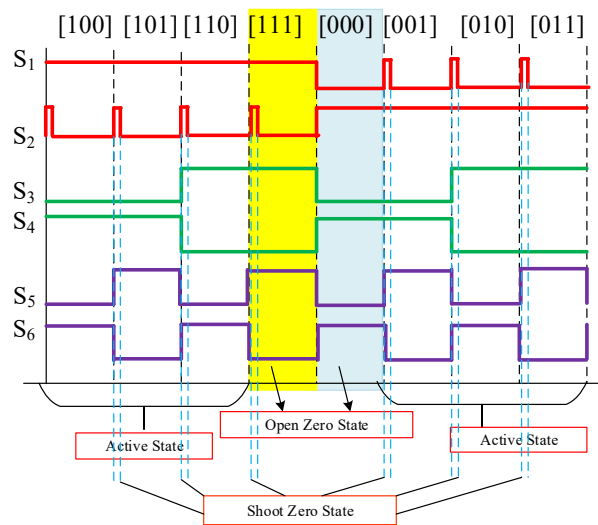 [100] [101] [110] [111] [000] [001] [010] [011]
S1
S2
S3
S4
S5
S6
Open Zero State
Active State
Active State
Shoot Zero State